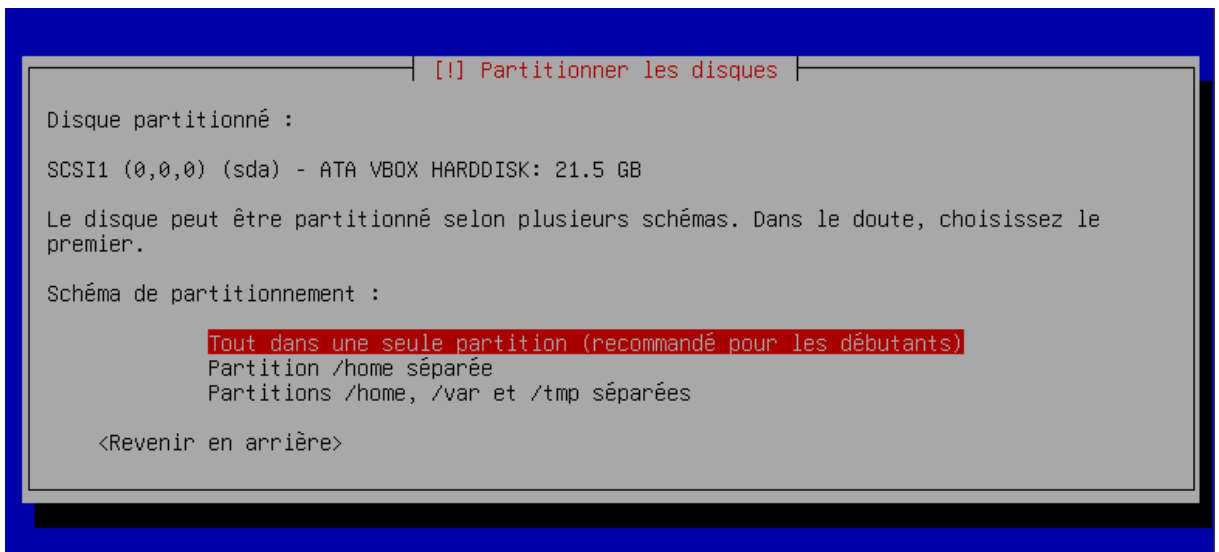 [!] Partitionner les disques
Disque partitionné :
SCSI1 (0,0,0) (sda) - ATA VBOX HARDDISK: 21.5 GB
Le disque peut être partitionné selon plusieurs schémas. Dans le doute, choisissez le
premier.
Schéma de partitionnement :
Tout dans une seule partition (recommandé pour les débutants)
Partition /home séparée
Partitions /home, /var et /tmp séparées
<Revenir en arrière>